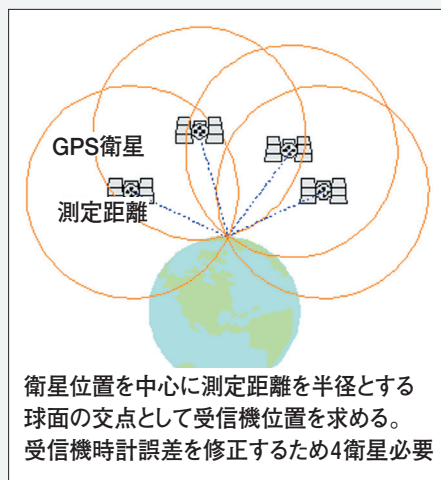 GPS衛星
測定距離
衛星位置を中心に測定距離を半径とする
球面の交点として受信機位置を求める。
受信機時計誤差を修正するため4衛星必要